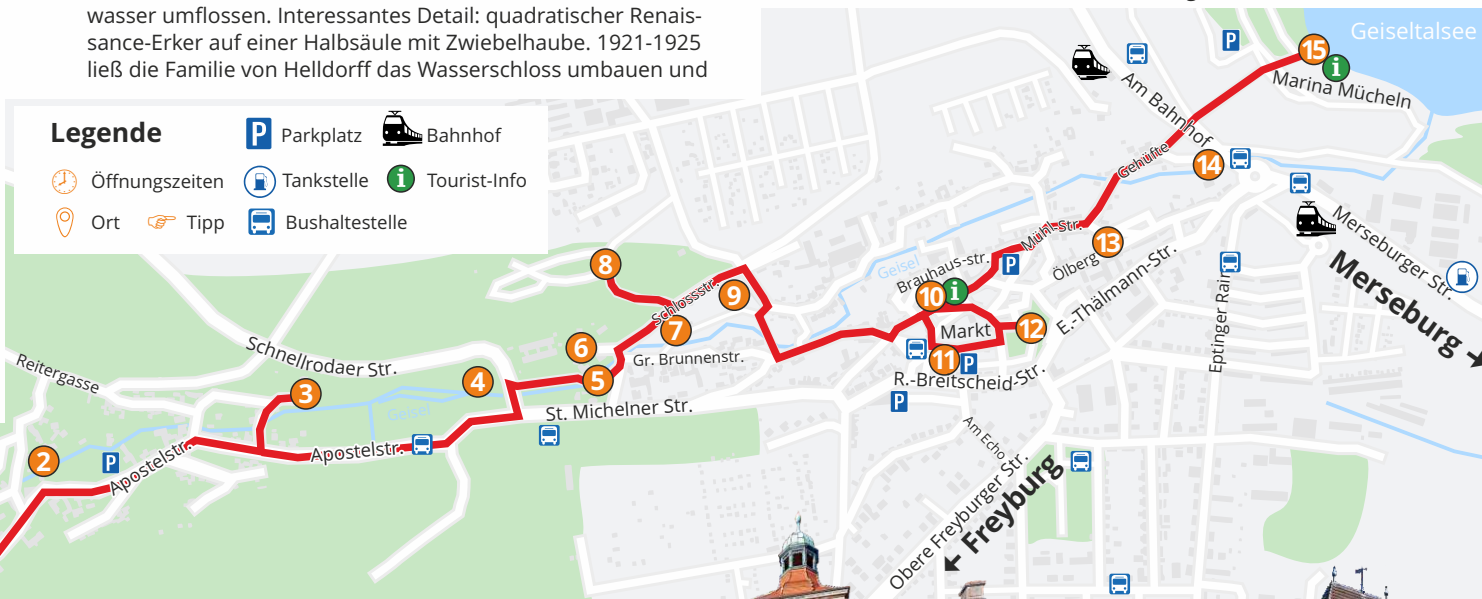 wasser umflossen. Interessantes Detail: quadratischer Renais-
sance-Erker auf einer Halbsäule mit Zwiebelhaube. 1921-1925
ließ die Familie von Helldorff das Wasserschloss umbauen und
Legende
P Parkplatz
Bahnhof
Öffnungszeiten
Tankstelle
i Tourist-Info
Ort
Tipp
Bushaltestelle
Geiseltalsee
P
15
i
Marina Mücheln
Am Bahnhof
Gehüfte
14
Merseburger Str.
Merseburg
Mühl-Str.
13
Ölberg
E.-Thälmann-Str.
Eptinger Rain
P
Geisel
Brauhaus-str.
10
i
Markt
12
11
P
R.-Breitscheid-Str.
P
Am Echo
Obere Freyburger Str.
Freyburg
8
Schlossstr.
9
7
6
Gr. Brunnenstr.
5
4
St. Michelner Str.
Schnellrodaer Str.
Reitergasse
3
Geisel
Apostelstr.
Apostelstr.
2
P